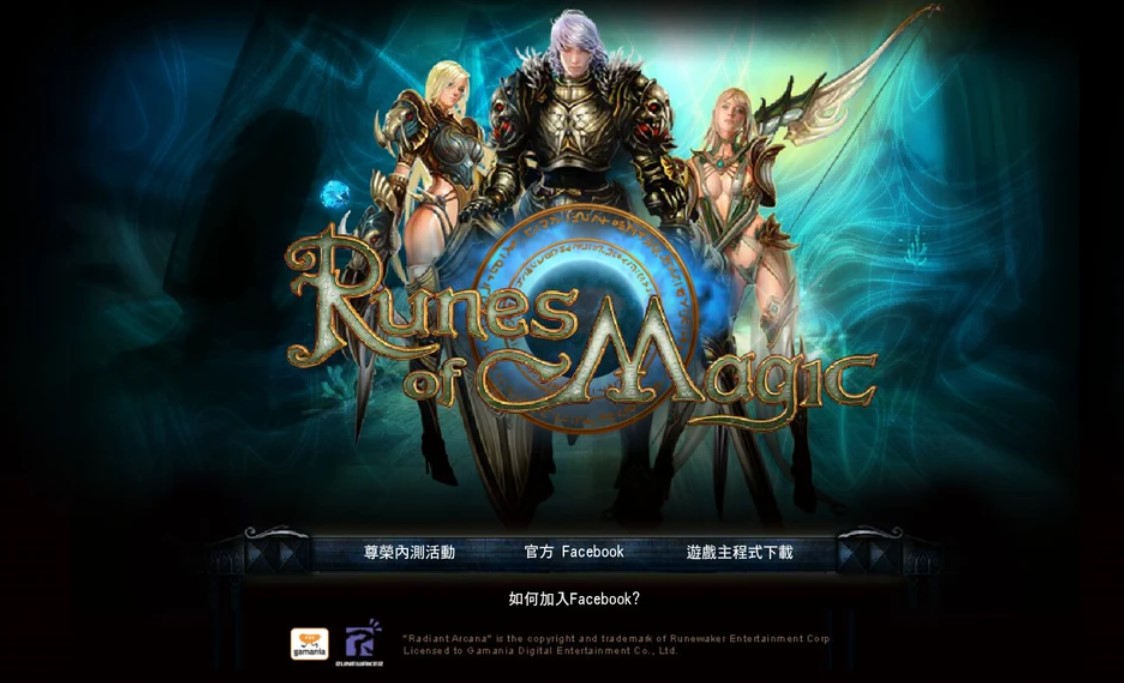 Runes
of Magic
尊榮內測活動 官方 Facebook 遊戲主程式下載
如何加入Facebook?
gamania RUNEWAKER "Radiant Arcana" is the copyright and trademark of Runewaker Entertainment Corp
Licensed to Gamania Digital Entertainment Co., Ltd.